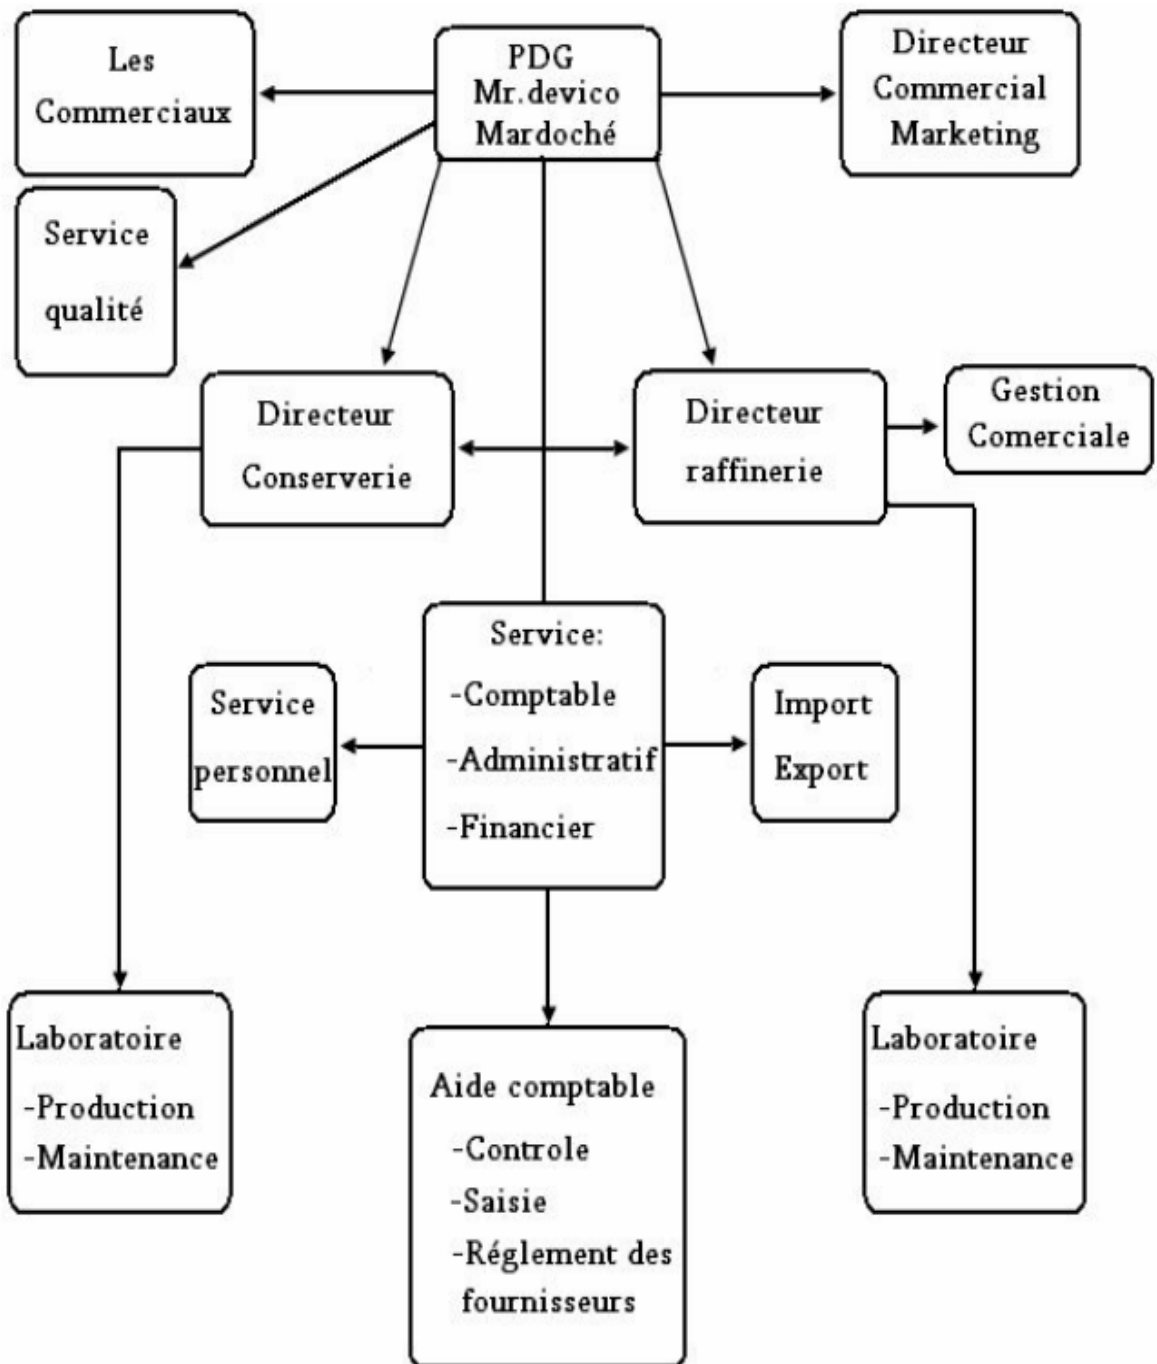 Les
Commerciaux
PDG
Mr.devico
Mardoché
Directeur
Commercial
Marketing
Service
qualité
Directeur
Conserverie
Directeur
raffinerie
Gestion
Comerciale
Service:
-Comptable
-Administratif
-Financier
Service
personnel
Import
Export
Laboratoire
-Production
-Maintenance
Aide comptable
-Controle
-Saisie
-Réglement des
fournisseurs
Laboratoire
-Production
-Maintenance